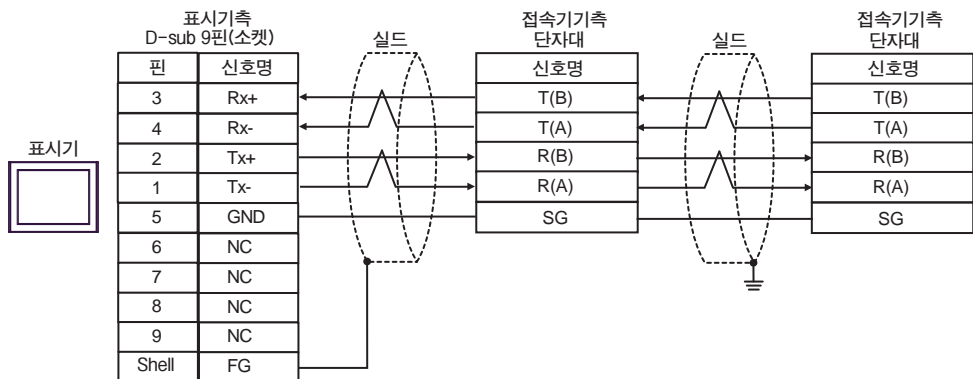 표시기
표시기측
D-sub 9핀(소켓)
핀 신호명
3 Rx+
4 Rx-
2 Tx+
1 Tx-
5 GND
6 NC
7 NC
8 NC
9 NC
Shell FG
실드
접속기기측
단자대
신호명
T(B)
T(A)
R(B)
R(A)
SG
실드
접속기기측
단자대
신호명
T(B)
T(A)
R(B)
R(A)
SG